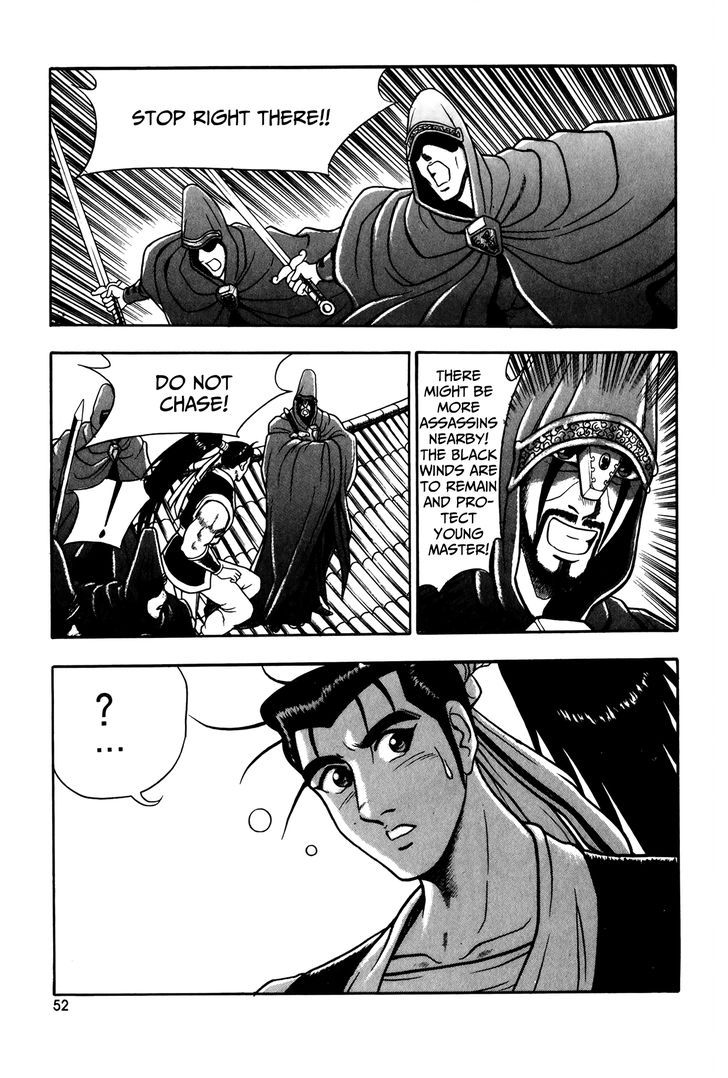 STOP RIGHT THERE!!
DO NOT
CHASE!
!
THERE
MIGHT BE
MORE
ASSASSINS
NEARBY!
THE BLACK
WINDS ARE
TO REMAIN
AND PRO-
TECT
YOUNG
MASTER!
?
...
52